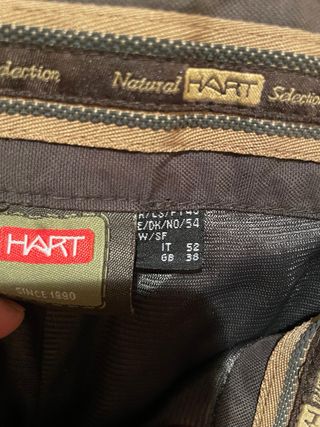 Selection Natural HART Selection
HART
SINCE 1890
E/DK/NO/54
W/SF
IT 52
GB 38